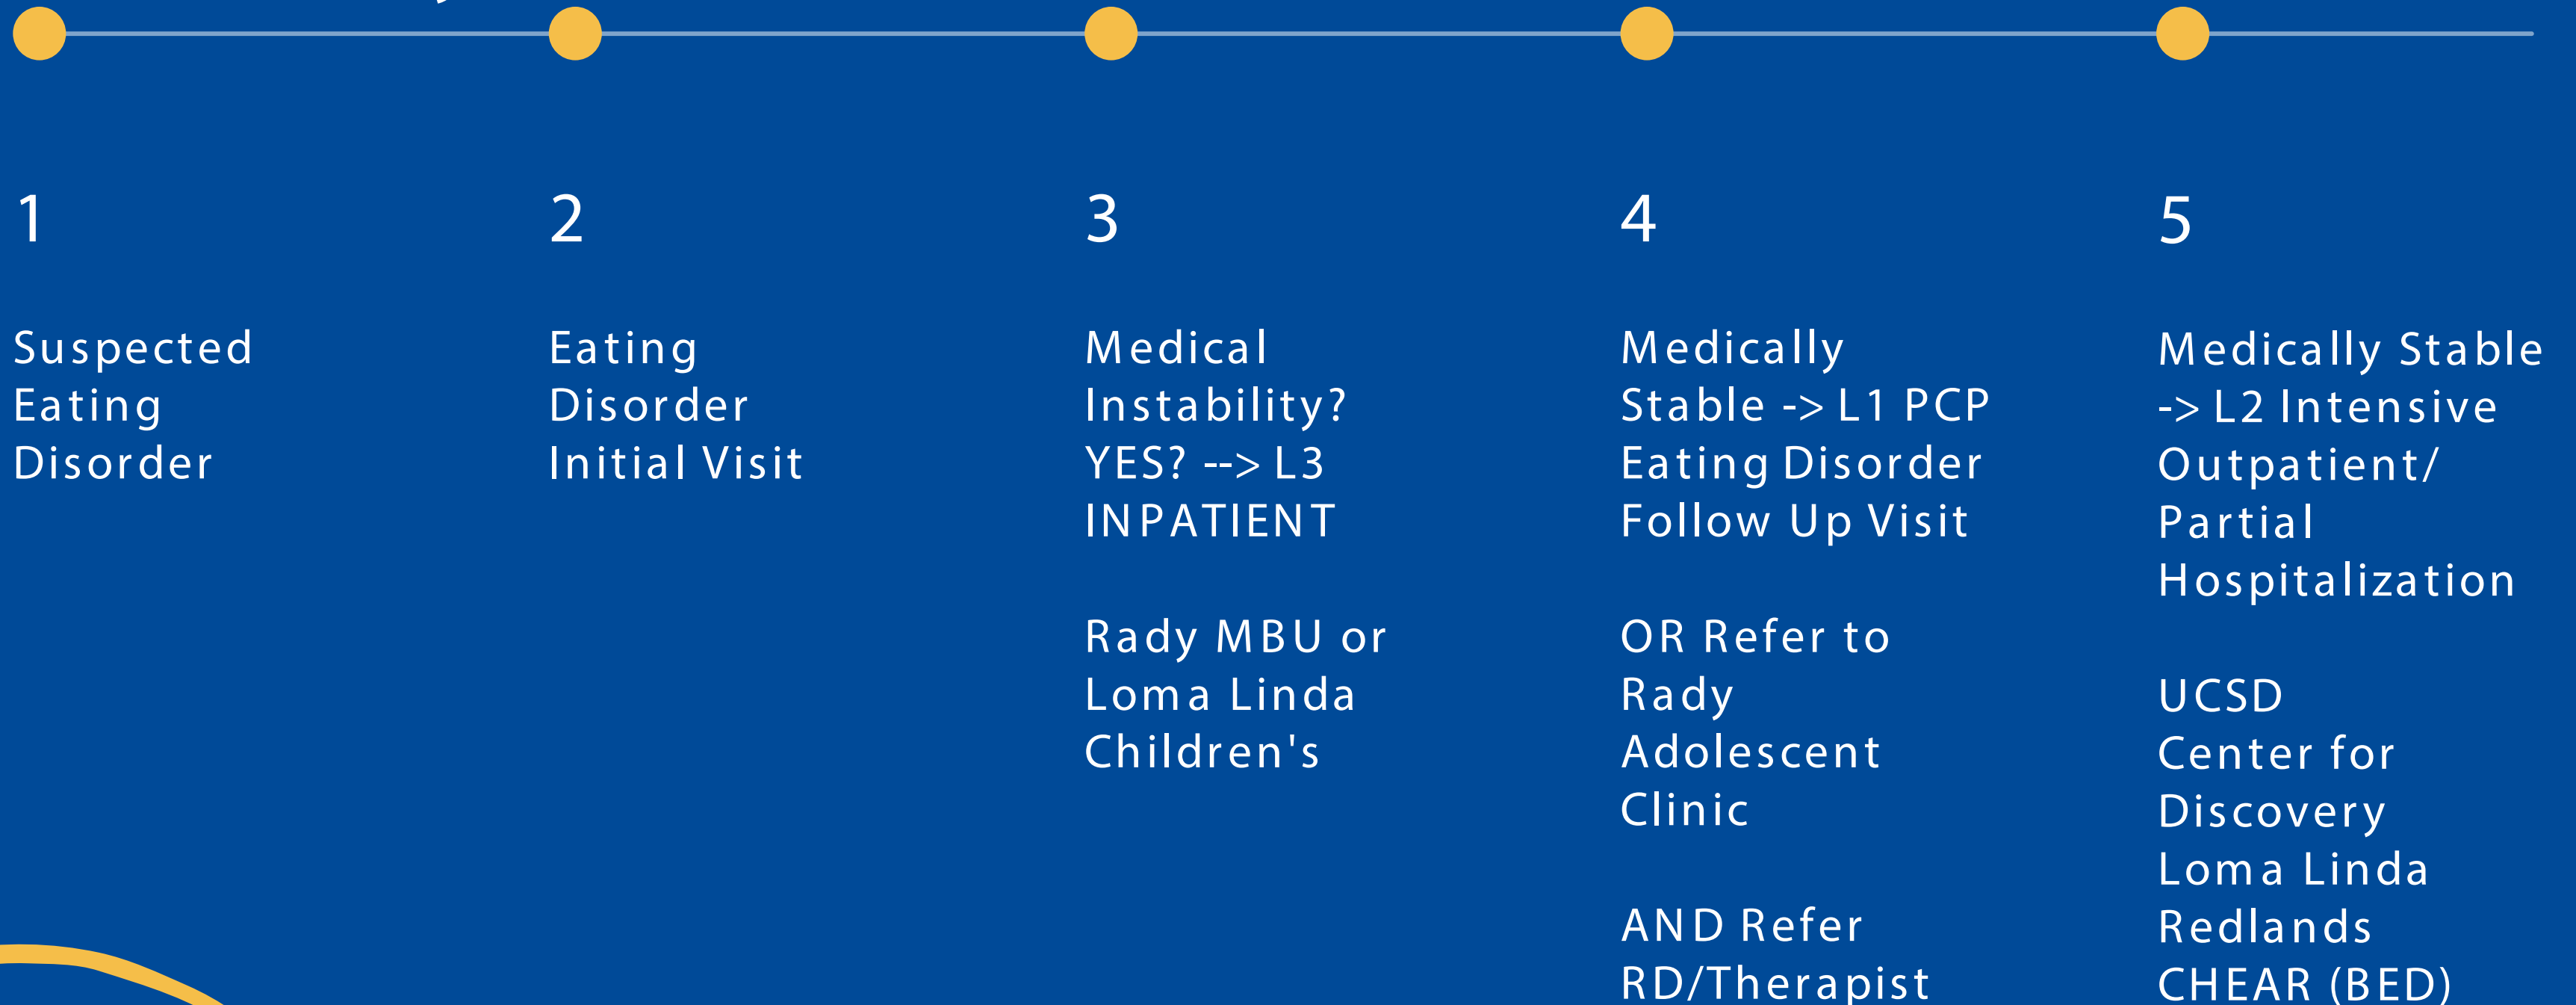 1
Suspected
Eating
Disorder
2
Eating
Disorder
Initial Visit
3
Medical
Instability?
YES? --> L3
INPATIENT
Rady MBU or
Loma Linda
Children's
4
Medically
Stable -> L1 PCP
Eating Disorder
Follow Up Visit
OR Refer to
Rady
Adolescent
Clinic
AND Refer
RD/Therapist
5
Medically Stable
-> L2 Intensive
Outpatient/
Partial
Hospitalization
UCSD
Center for
Discovery
Loma Linda
Redlands
CHEAR (BED)